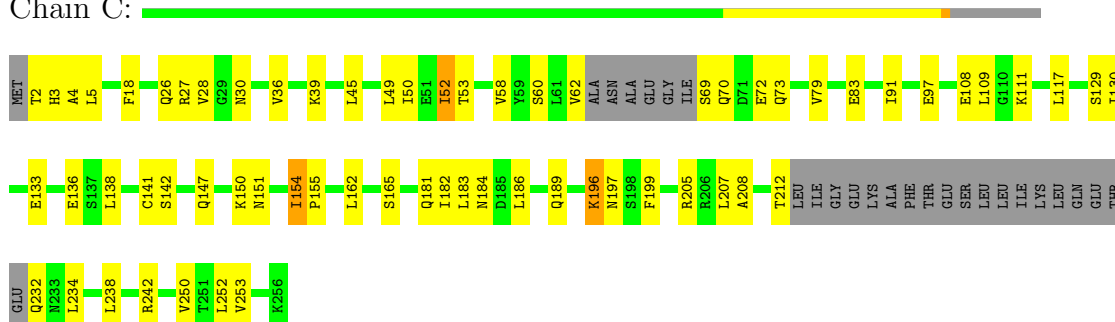 Chain C:
MET T2 H3 A4 L5 F18 Q26 R27 V28 G29 N30 V36 K39 L45 L49 I50 E51 I52 T53 V58 Y59 S60 L61 V62 ALA ASN ALA GLU GLY ILE S69 Q70 D71 E72 Q73 V79 E83 I91 E97 E108 L109 G110 K111 L117 S129
E133 E136 S137 L138 C141 S142 Q147 K150 N151 I154 P155 L162 S165 Q181 I182 L183 N184 D185 L186 Q189 K196 N197 S198 F199 R205 R206 L207 A208 T212 LEU ILE GLY GLU LYS ALA PHE THR GLU SER LEU LEU ILE LYS LEU GLN GLU THR
GLU Q232 N233 L234 L238 R242 V250 T251 L252 V253 K256